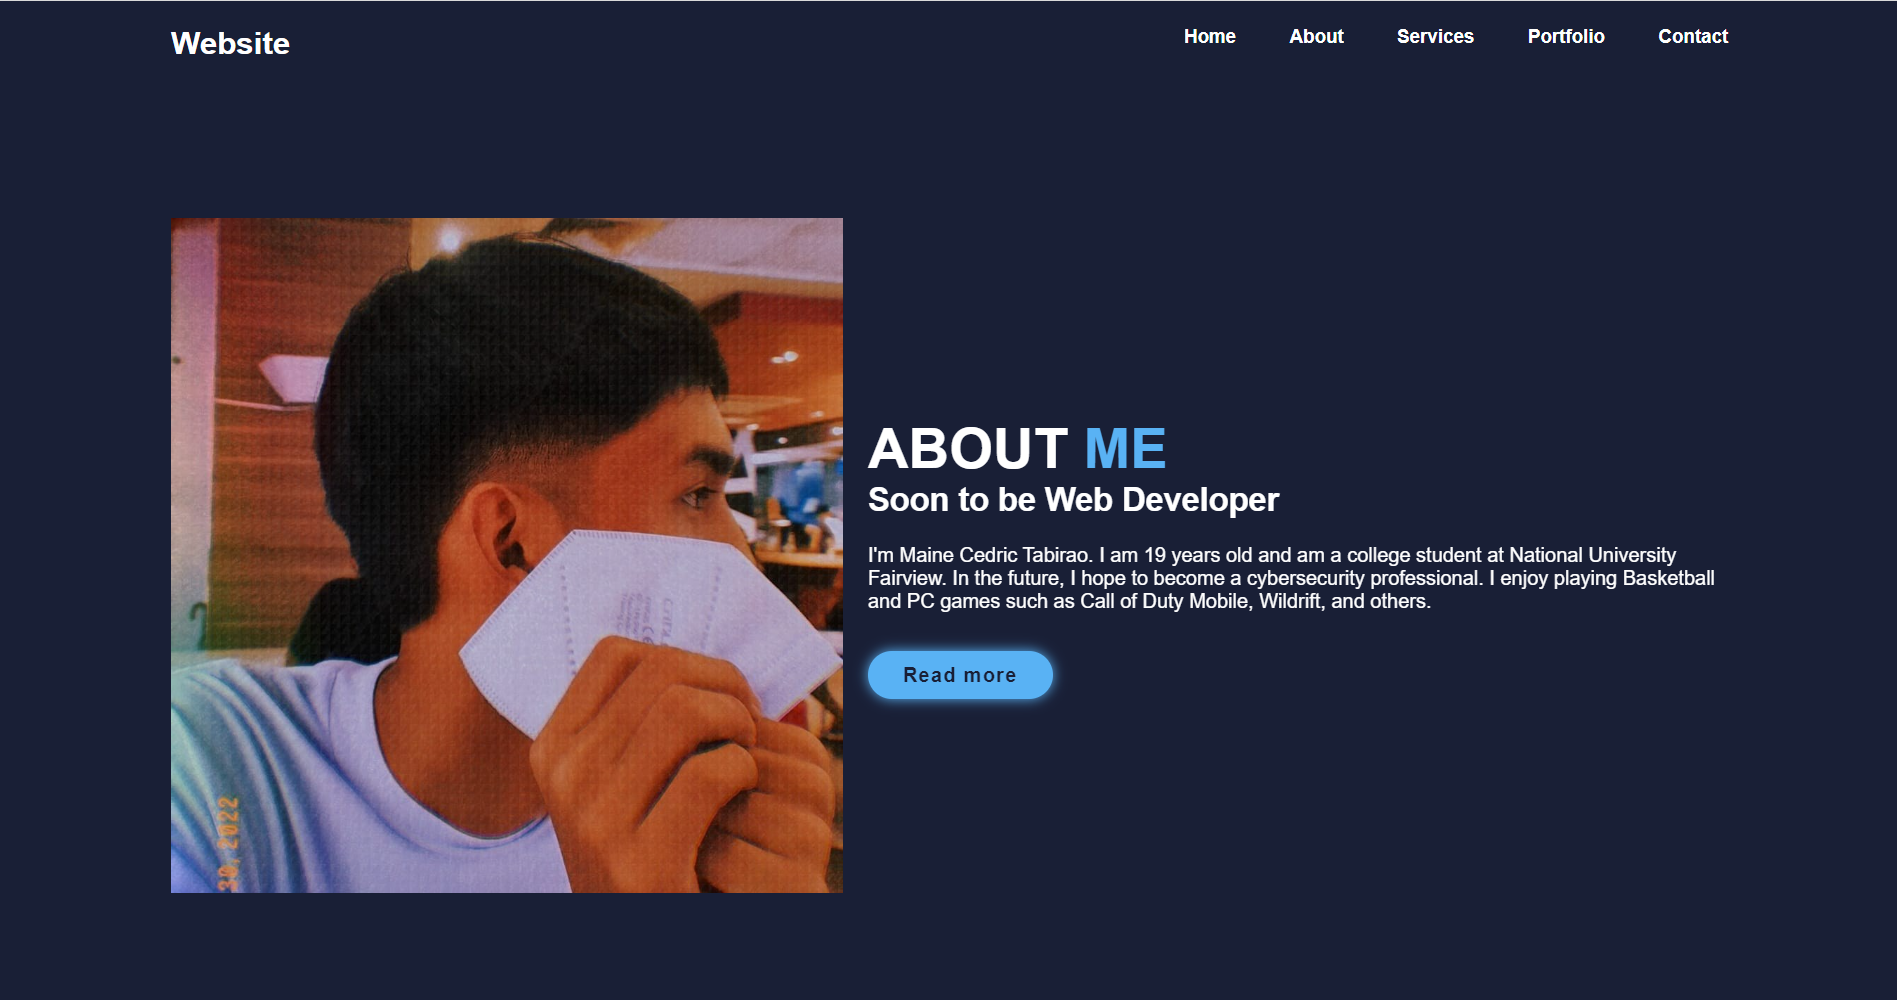 Website
Home About Services Portfolio Contact
ABOUT ME
Soon to be Web Developer
I'm Maine Cedric Tabirao. I am 19 years old and am a college student at National University
Fairview. In the future, I hope to become a cybersecurity professional. I enjoy playing Basketball
and PC games such as Call of Duty Mobile, Wildrift, and others.
Read more
30, 2022